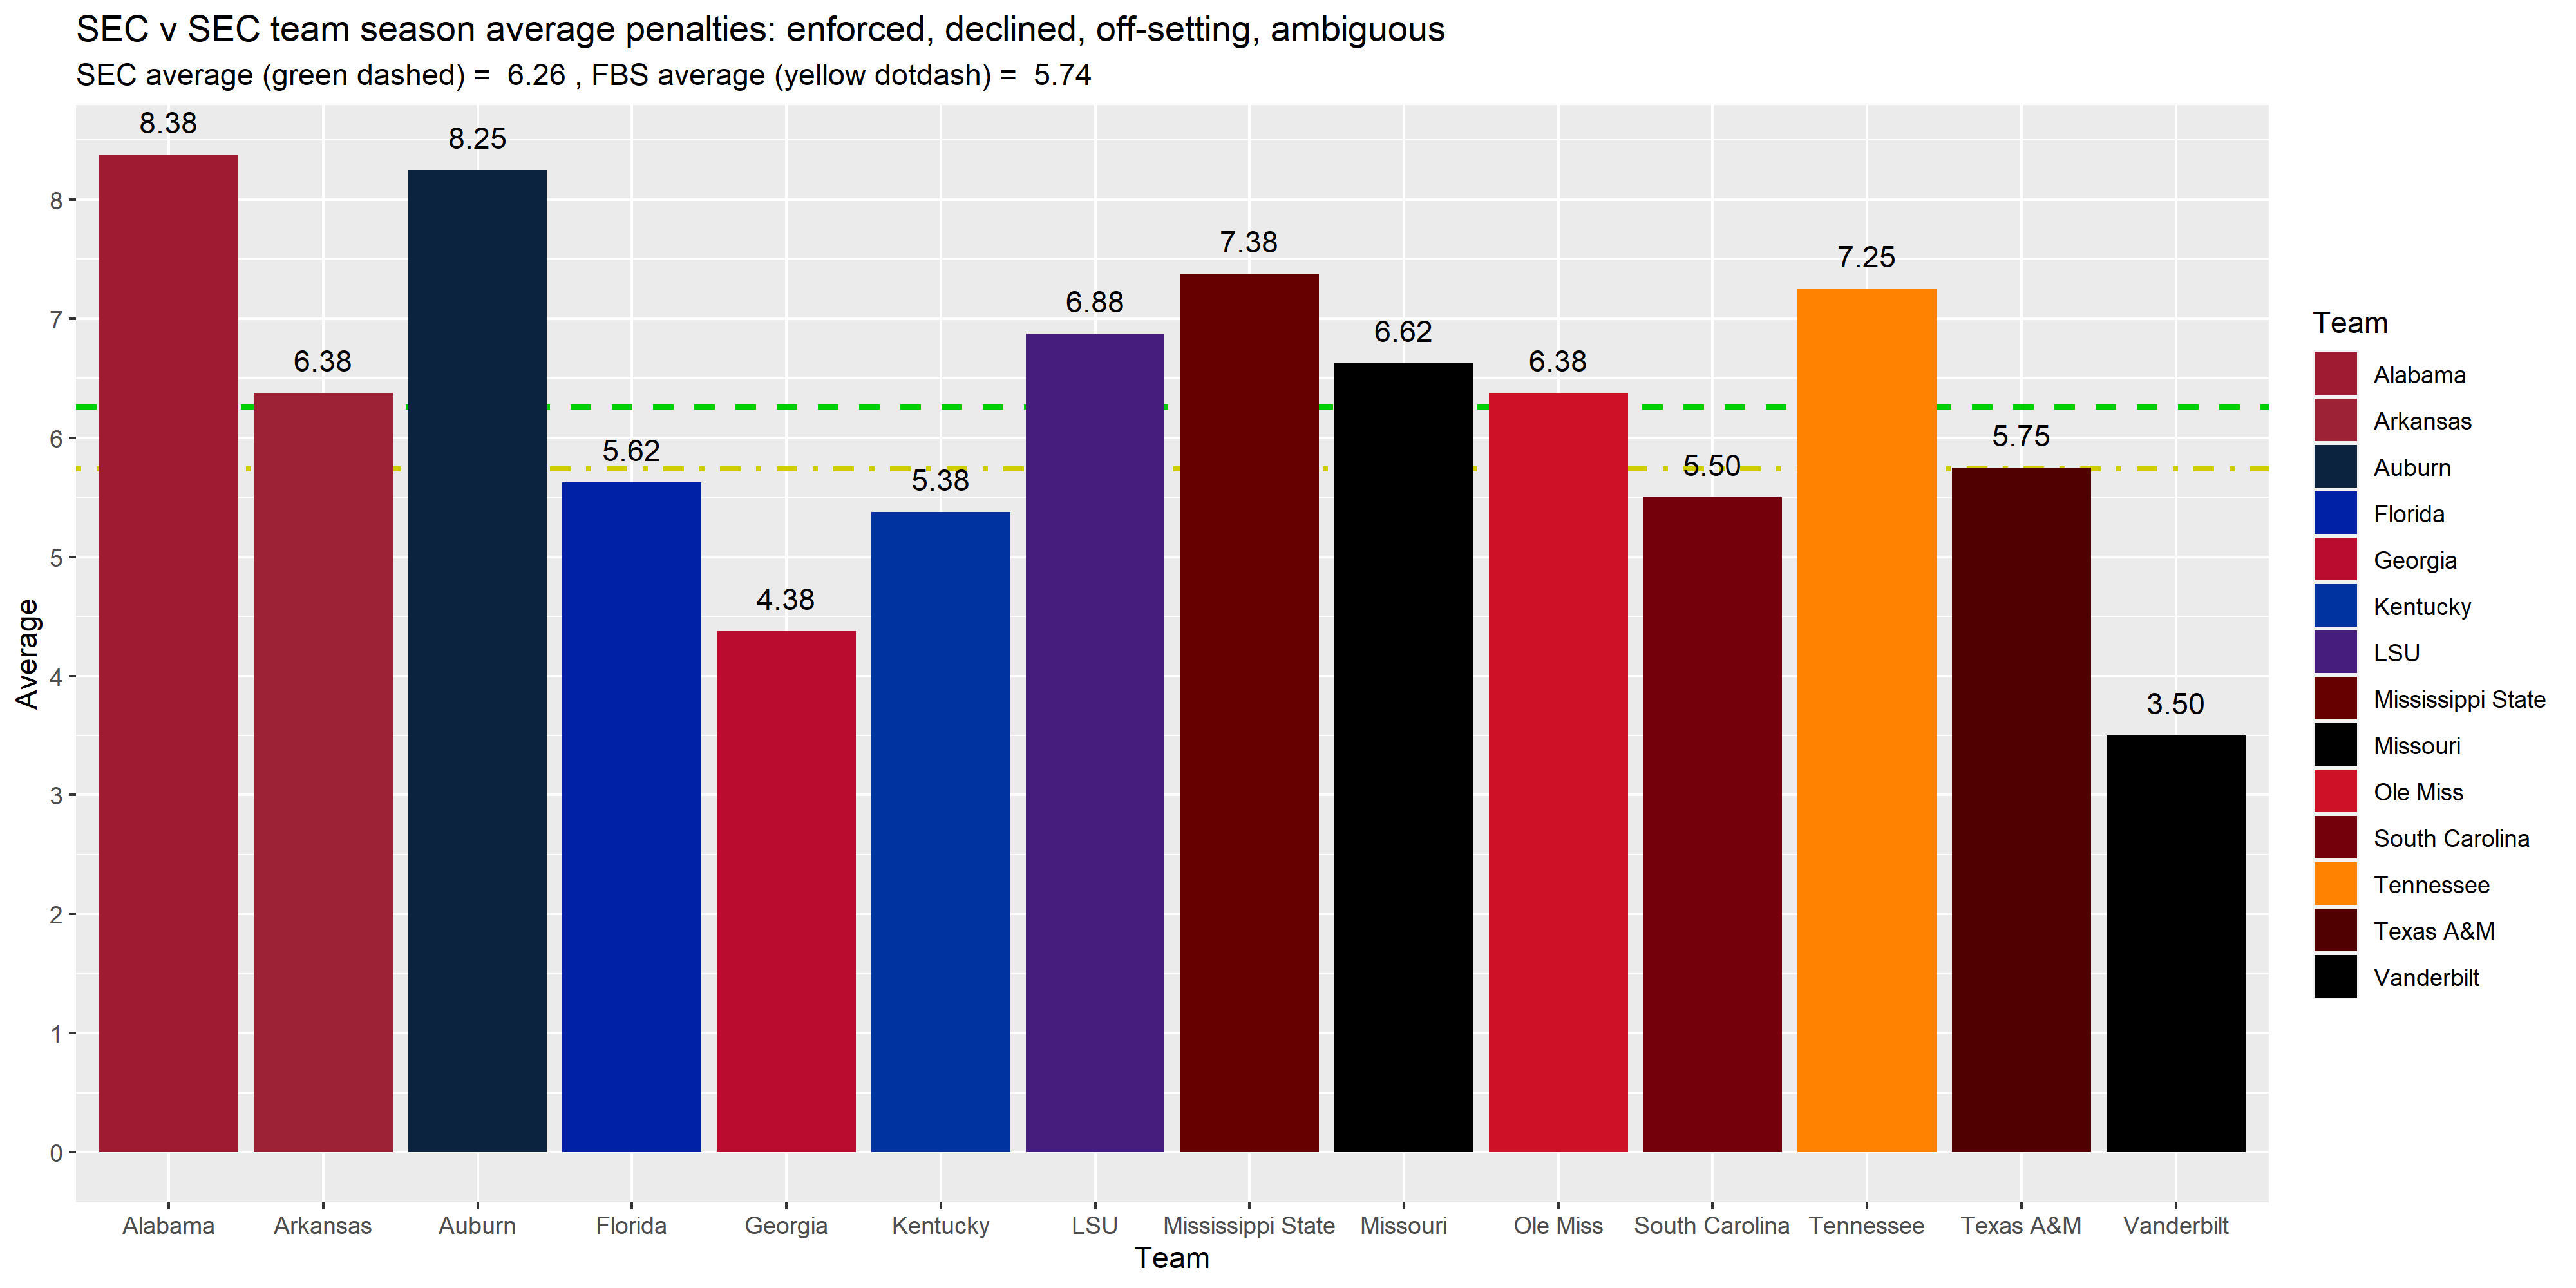 SEC v SEC team season average penalties: enforced, declined, off-setting, ambiguous
SEC average (green dashed) =  6.26 , FBS average (yellow dotdash) =  5.74
8.38
8.25
7.38
7.25
6.88
6.62
6.38
6.38
5.75
5.62
5.50
5.38
4.38
3.50
Average
8
7
6
5
4
3
2
1
0
Alabama Arkansas Auburn Florida Georgia Kentucky LSU Mississippi State Missouri Ole Miss South Carolina Tennessee Texas A&M Vanderbilt
Team
Team
Alabama
Arkansas
Auburn
Florida
Georgia
Kentucky
LSU
Mississippi State
Missouri
Ole Miss
South Carolina
Tennessee
Texas A&M
Vanderbilt